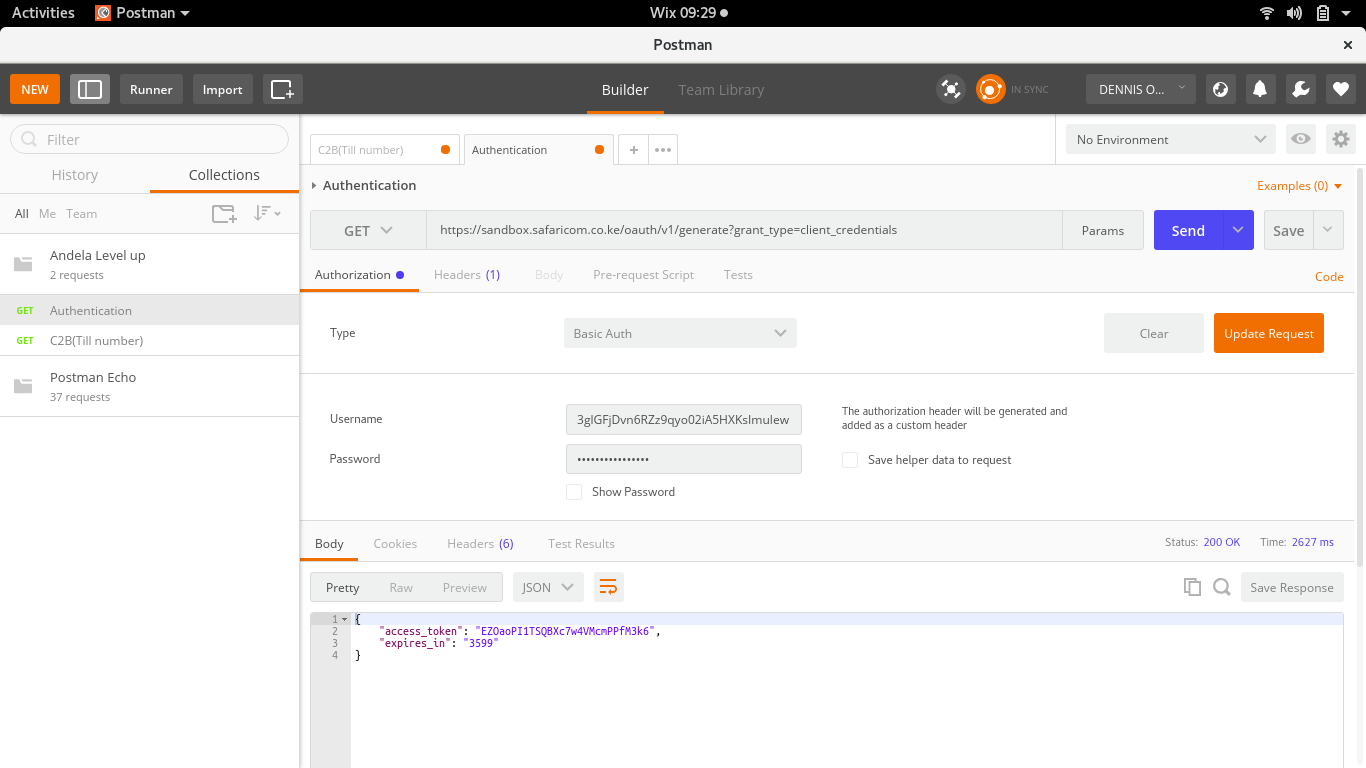 Activities Postman Wix 09:29
Postman
NEW Runner Import Builder Team Library IN SYNC DENNIS O...
Filter
History Collections
All Me Team
Andela Level up
2 requests
GET Authentication
GET C2B(Till number)
Postman Echo
37 requests
C2B(Till number) Authentication + No Environment
Authentication Examples (0)
GET https://sandbox.safaricom.co.ke/oauth/v1/generate?grant_type=client_credentials Params Send Save
Authorization Headers (1) Body Pre-request Script Tests Code
Type Basic Auth Clear Update Request
Username
Password ••••••••••••••••
Show Password
The authorization header will be generated and
added as a custom header
Save helper data to request
Body Cookies Headers (6) Test Results Status: 200 OK Time: 2627 ms
Pretty Raw Preview JSON Save Response
1 {
2 "access_token": "EZOaoPI1TSQBXc7w4VMcmPPfM3k6",
3 "expires_in": "3599"
4 }